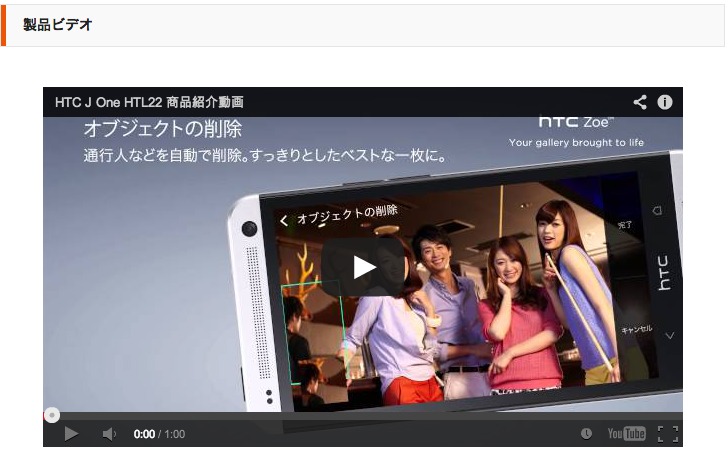 製品ビデオ
HTC J One HTL22 商品紹介動画
オブジェクトの削除
通行人などを自動で削除。すっきりとしたベストな一枚に。
hTC Zoe™
Your gallery brought to life
オブジェクトの削除
完了
hTC
キャンセル
0:00 / 1:00
YouTube